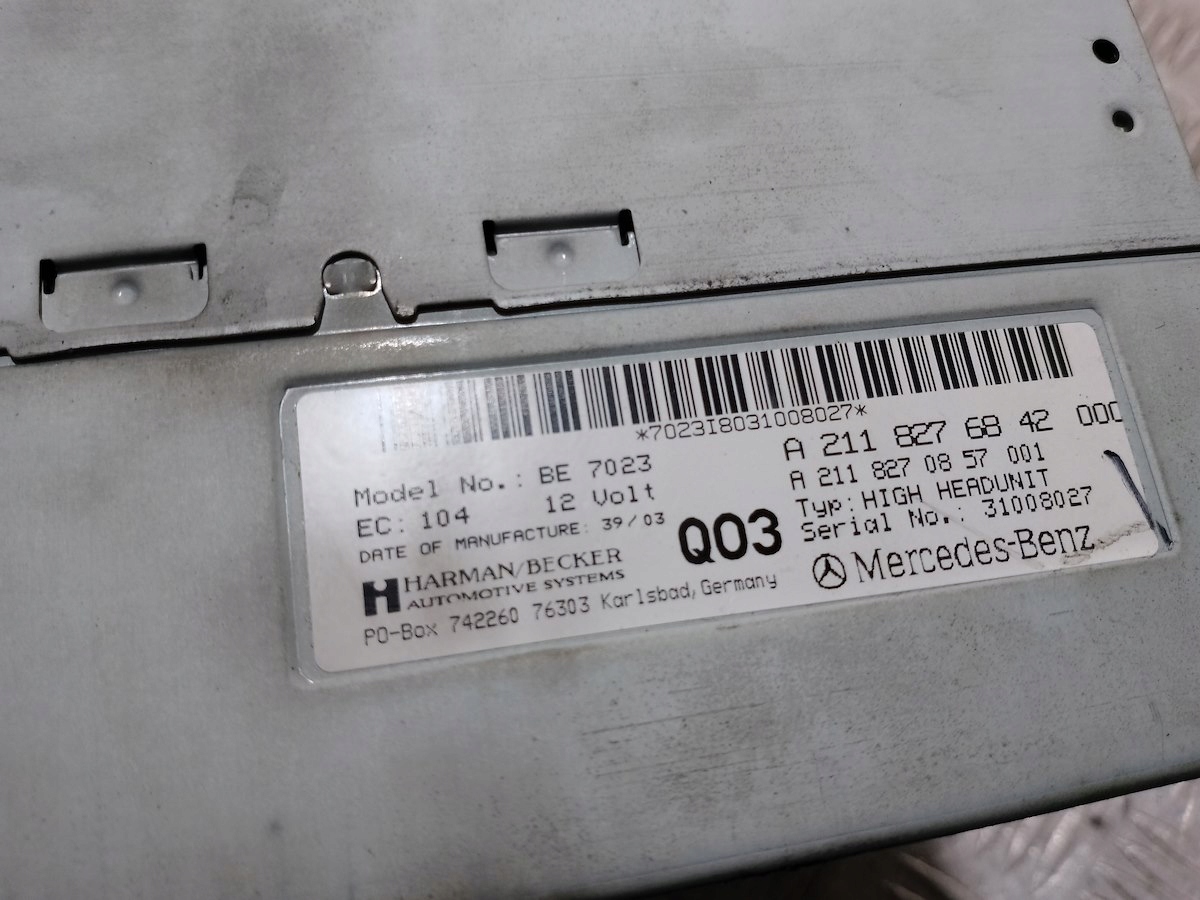 *7023I8031008027*
Model No.: BE 7023
EC: 104 12 Volt
DATE OF MANUFACTURE: 39/03
HARMAN/BECKER
AUTOMOTIVE SYSTEMS
PO-Box 742260 76303 Karlsbad, Germany
Q03
A 211 827 68 42 000
A 211 827 08 57 001
Typ: HIGH HEADUNIT
Serial No.: 31008027
Mercedes-Benz